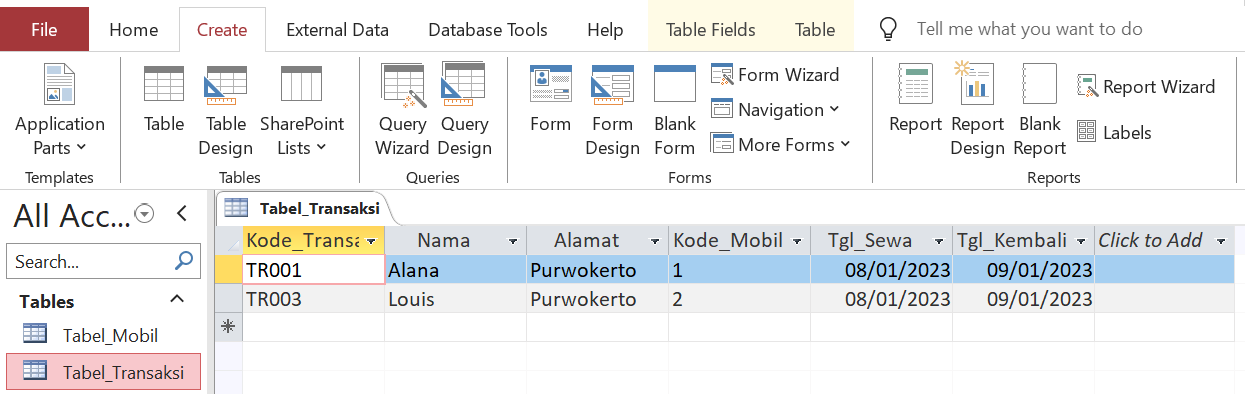 File Home Create External Data Database Tools Help Table Fields Table Tell me what you want to do
Application Parts
Table
Table Design
SharePoint Lists
Query Wizard
Query Design
Form
Form Design
Blank Form
Form Wizard
Navigation
More Forms
Report
Report Design
Blank Report
Report Wizard
Labels
Templates Tables Queries Forms Reports
All Acc...
Search...
Tables
Tabel_Mobil
Tabel_Transaksi
Tabel_Transaksi
Kode_Transa Nama Alamat Kode_Mobil Tgl_Sewa Tgl_Kembali Click to Add
TR001 Alana Purwokerto 1 08/01/2023 09/01/2023
TR003 Louis Purwokerto 2 08/01/2023 09/01/2023